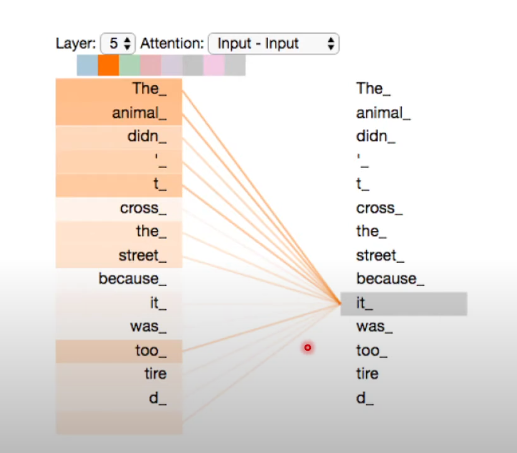 Layer: 5 Attention: Input - Input
The_ The_
animal_ animal_
didn_ didn_
'_ '_
t_ t_
cross_ cross_
the_ the_
street_ street_
because_ because_
it_ it_
was_ was_
too_ too_
tire tire
d_ d_